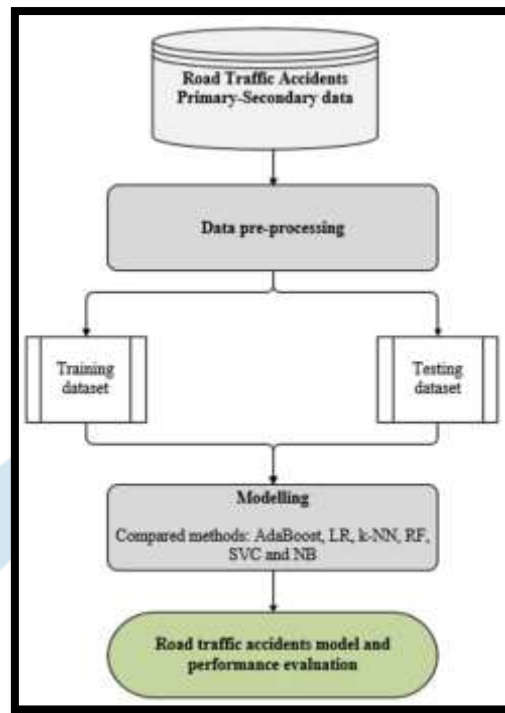 Road Traffic Accidents
Primary-Secondary data
Data pre-processing
Training
dataset
Testing
dataset
Modelling
Compared methods: AdaBoost, LR, k-NN, RF,
SVC and NB
Road traffic accidents model and
performance evaluation